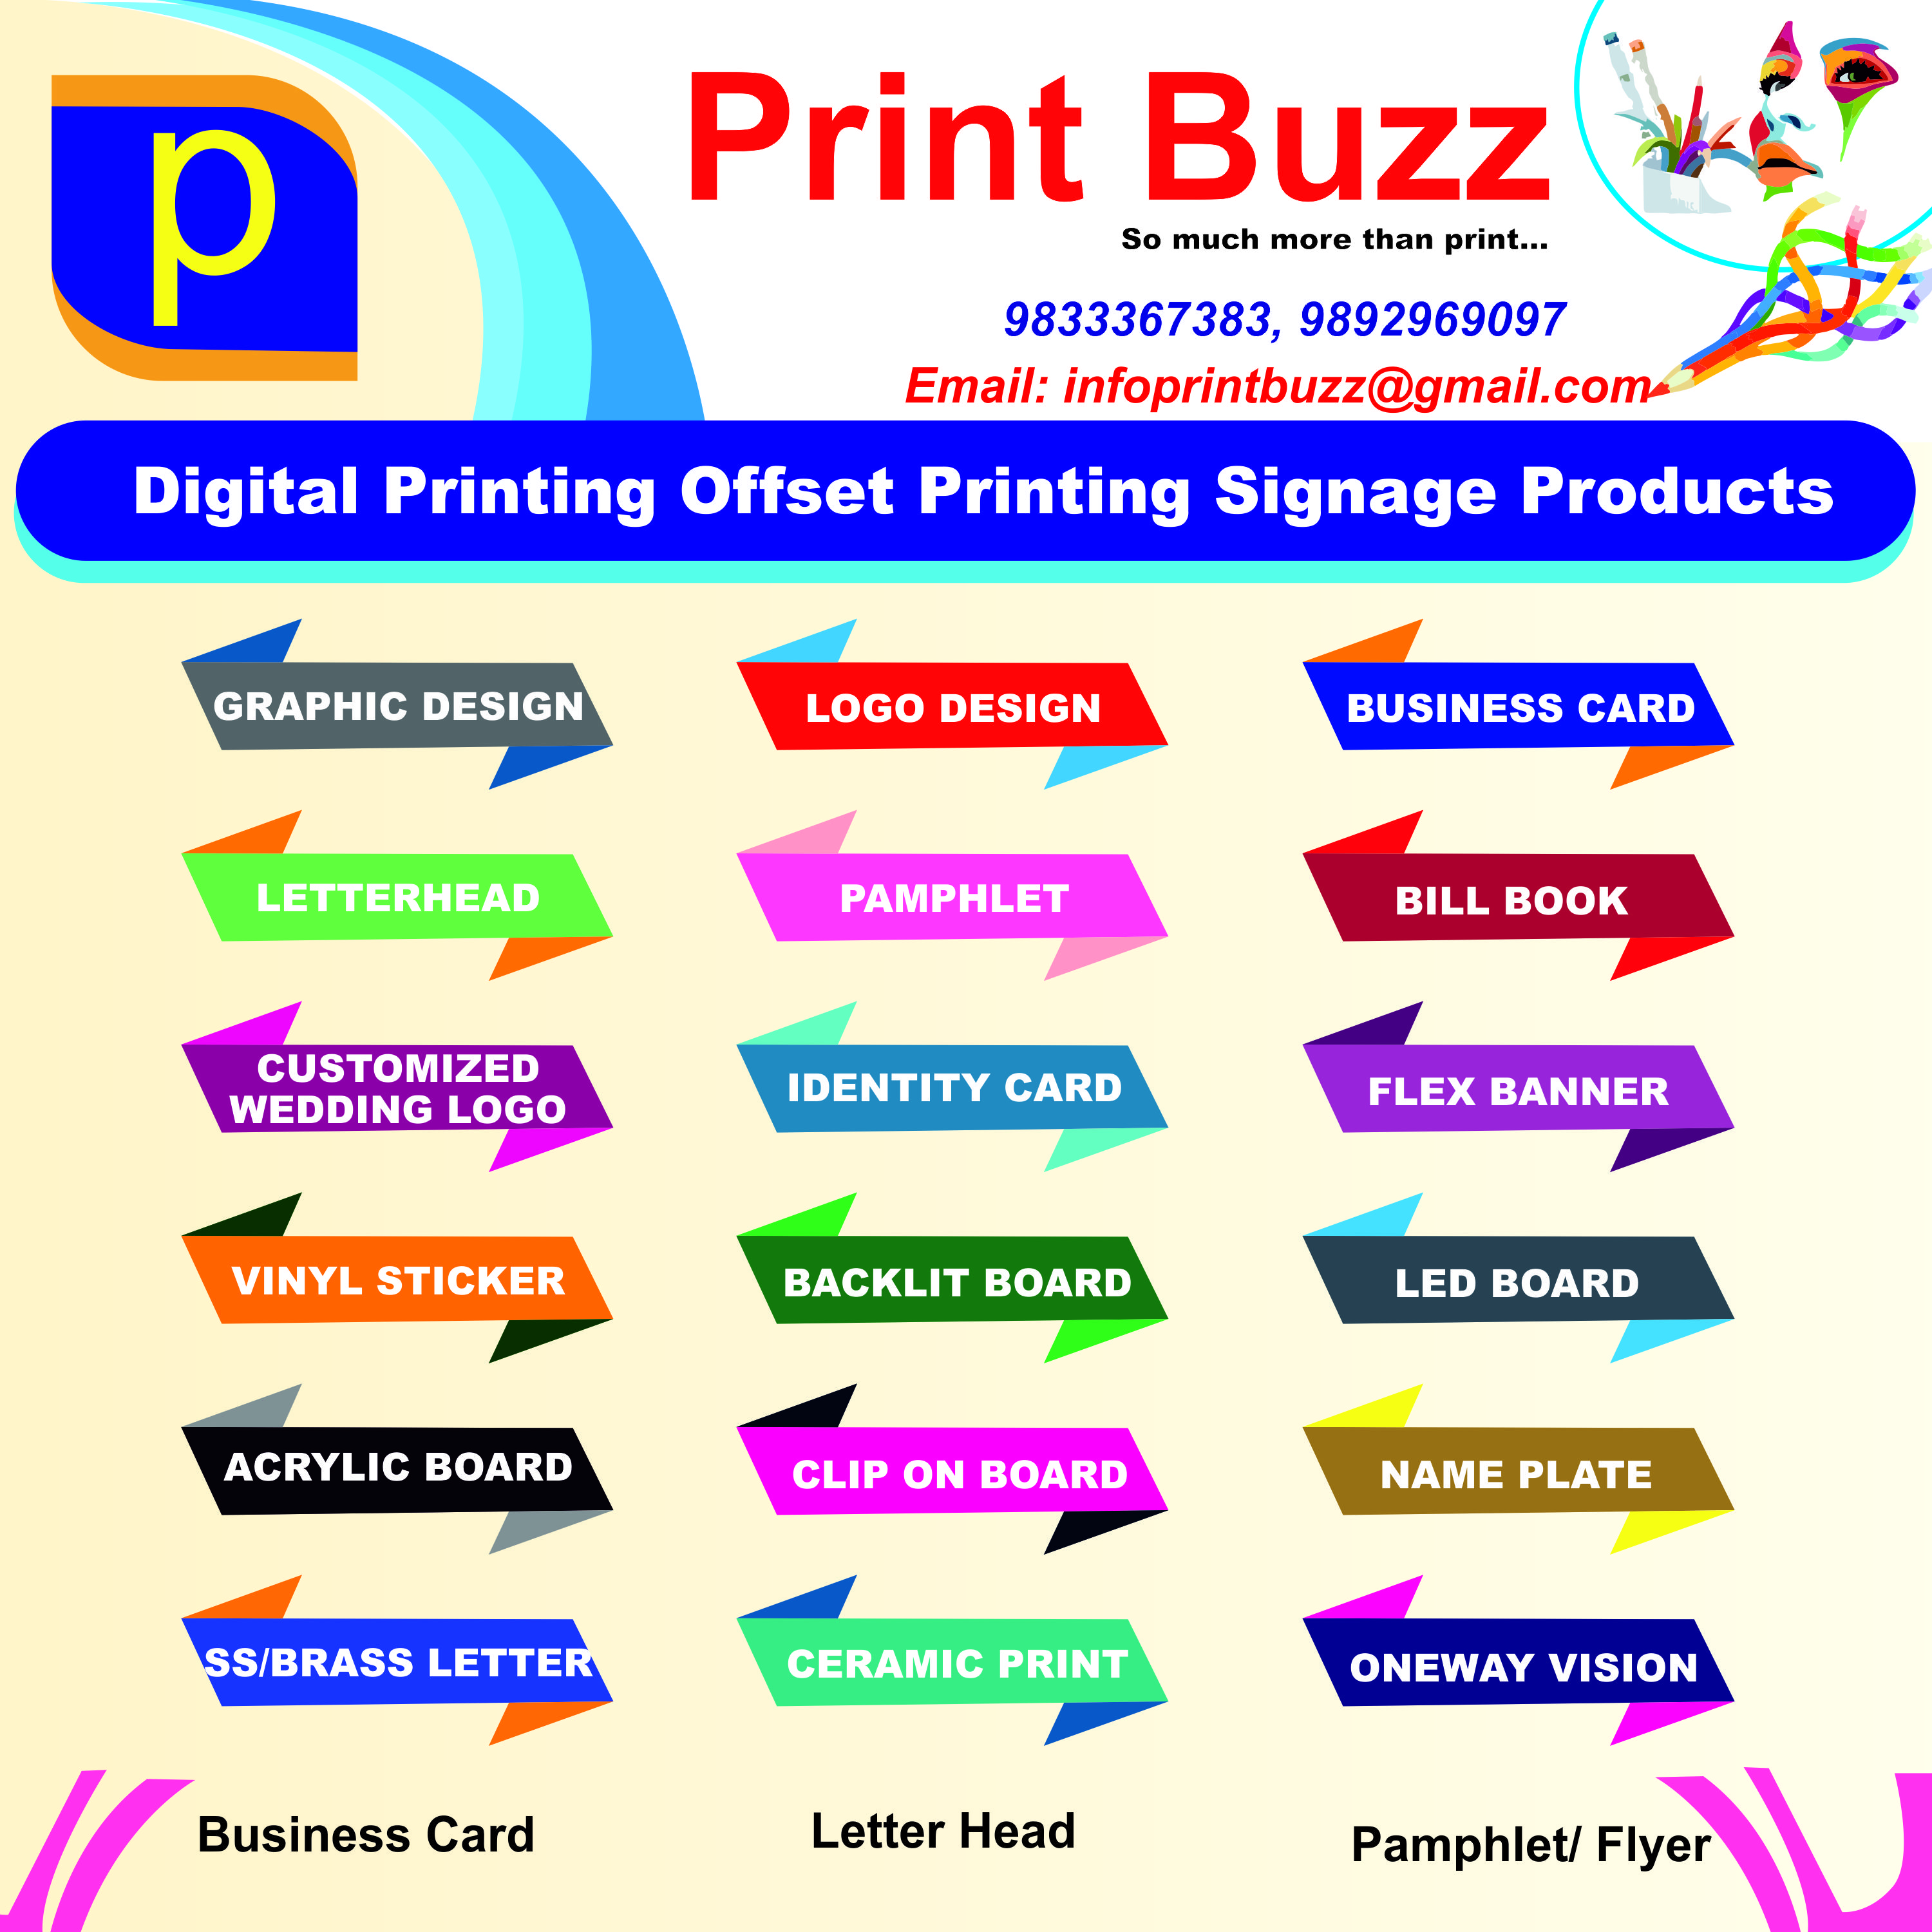 p
Print Buzz
So much more than print...
9833367383, 9892969097
Email: infoprintbuzz@gmail.com
Digital Printing Offset Printing Signage Products
GRAPHIC DESIGN
LOGO DESIGN
BUSINESS CARD
LETTERHEAD
PAMPHLET
BILL BOOK
CUSTOMIZED
WEDDING LOGO
IDENTITY CARD
FLEX BANNER
VINYL STICKER
BACKLIT BOARD
LED BOARD
ACRYLIC BOARD
CLIP ON BOARD
NAME PLATE
SS/BRASS LETTER
CERAMIC PRINT
ONEWAY VISION
Business Card
Letter Head
Pamphlet/ Flyer